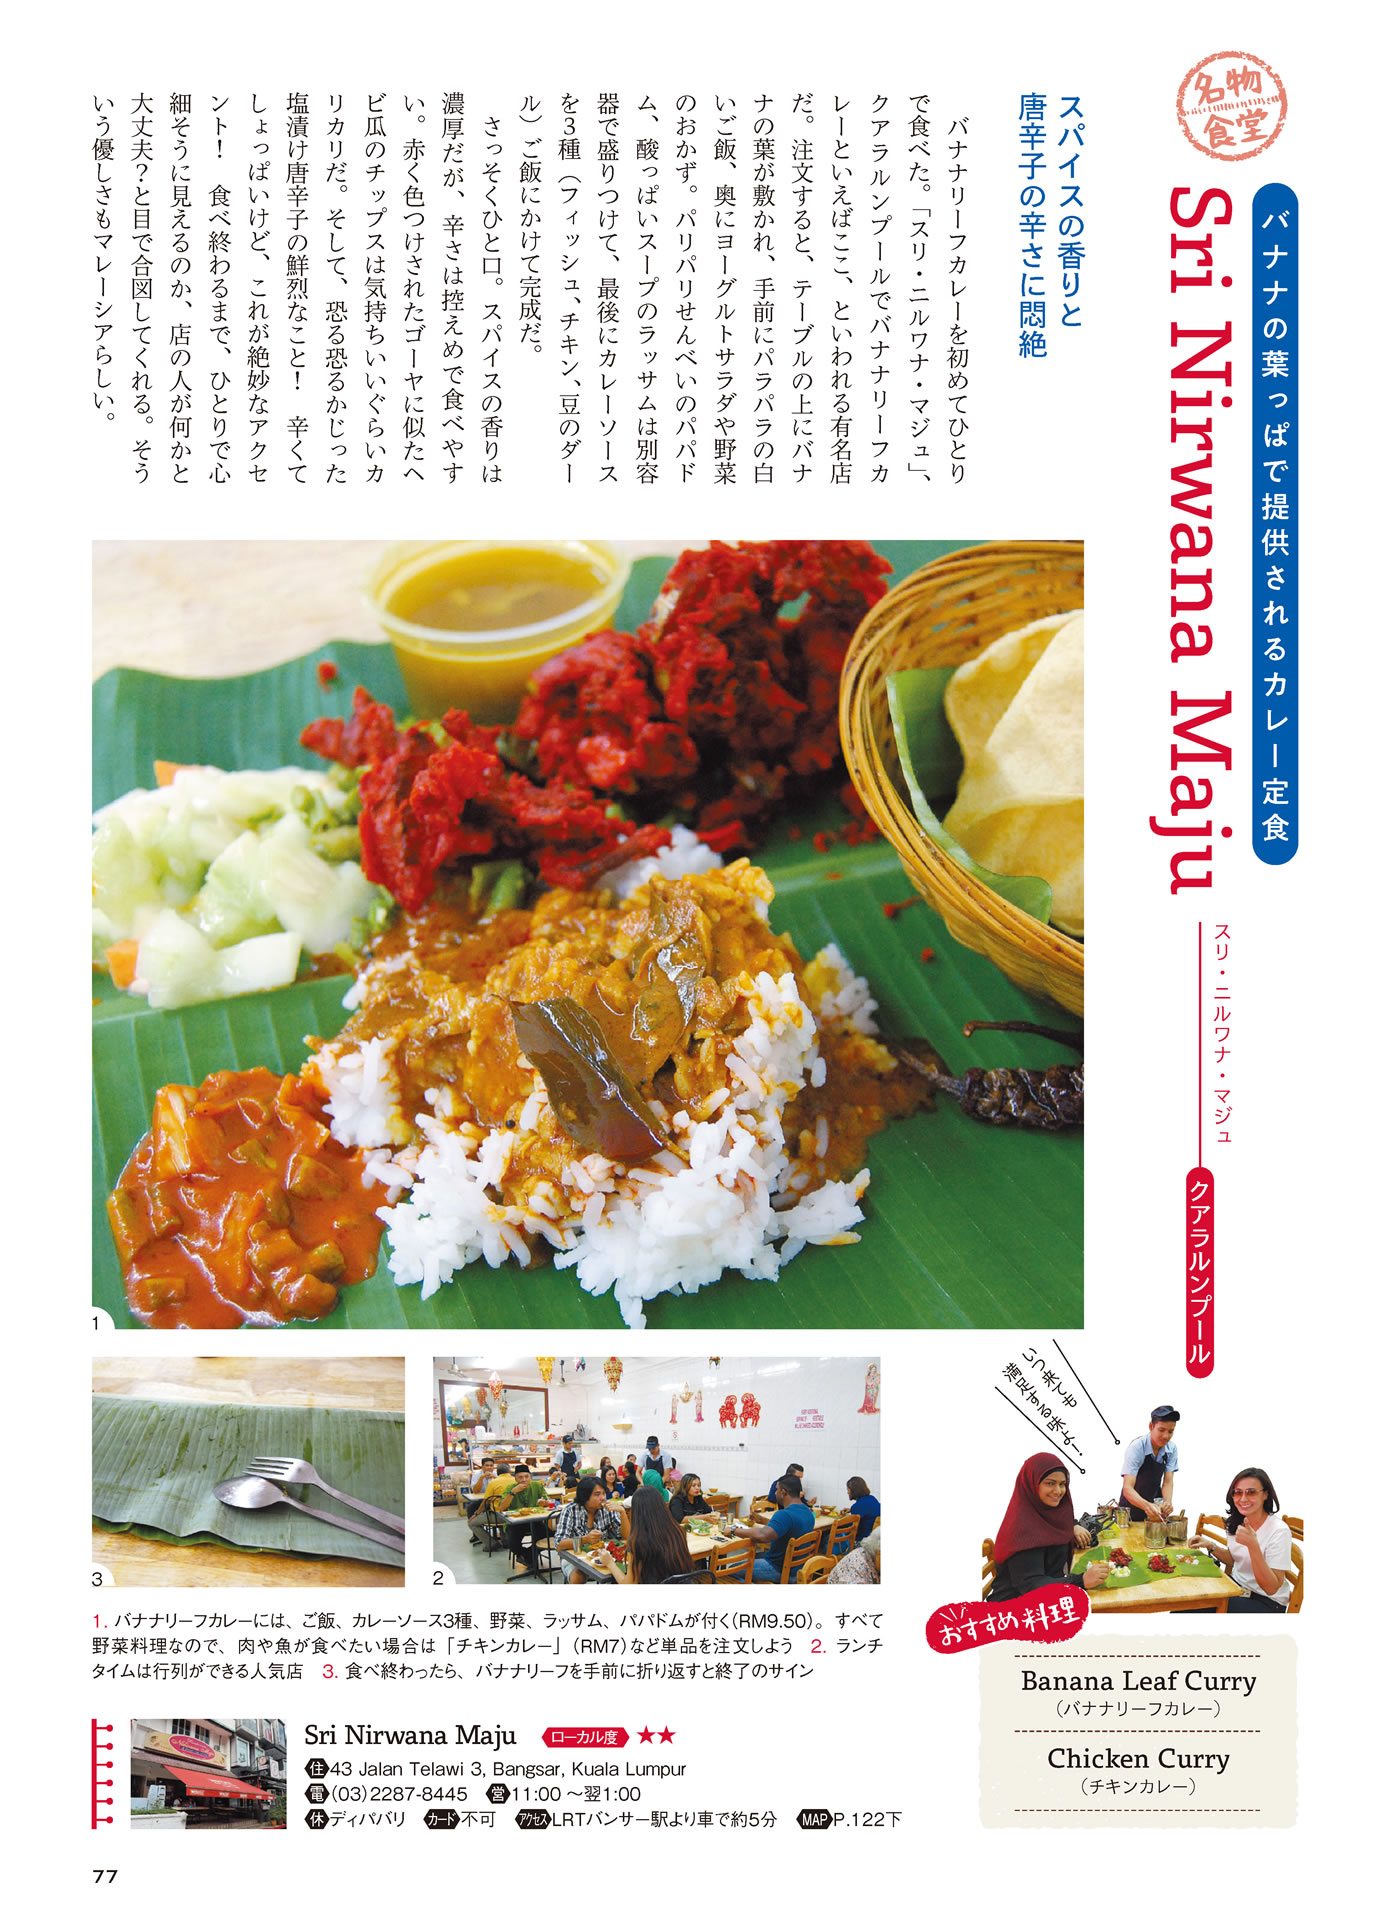 名物
食堂
バナナの葉っぱで提供されるカレー定食
Sri Nirwana Maju
スリ・ニルワナ・マジュ
クアラルンプール
スパイスの香りと
唐辛子の辛さに悶絶
バナナリーフカレーを初めてひとり
で食べた。「スリ・ニルワナ・マジュ」、
クアラルンプールでバナナリーフカ
レーといえばここ、といわれる有名店
だ。注文すると、テーブルの上にバナ
ナの葉が敷かれ、手前にパラパラの白
いご飯、奥にヨーグルトサラダや野菜
のおかず。パリパリせんべいのパパド
ム、酸っぱいスープのラッサムは別容
器で盛りつけて、最後にカレーソース
を3種（フィッシュ、チキン、豆のダー
ル）ご飯にかけて完成だ。
さっそくひと口。スパイスの香りは
濃厚だが、辛さは控えめで食べやす
い。赤く色つけされたゴーヤに似たヘ
ビ瓜のチップスは気持ちいいぐらいカ
リカリだ。そして、恐る恐るかじった
塩漬け唐辛子の鮮烈なこと！　辛くて
しょっぱいけど、これが絶妙なアクセ
ント！　食べ終わるまで、ひとりで心
細そうに見えるのか、店の人が何かと
大丈夫？と目で合図してくれる。そう
いう優しさもマレーシアらしい。
1
3
2
いつ来ても
満足する味よ！
1. バナナリーフカレーには、ご飯、カレーソース3種、野菜、ラッサム、パパドムが付く（RM9.50）。すべて
野菜料理なので、肉や魚が食べたい場合は「チキンカレー」（RM7）など単品を注文しよう　2. ランチ
タイムは行列ができる人気店　3. 食べ終わったら、バナナリーフを手前に折り返すと終了のサイン
おすすめ料理
Banana Leaf Curry
（バナナリーフカレー）
Chicken Curry
（チキンカレー）
Sri Nirwana Maju ローカル度 ★★
住 43 Jalan Telawi 3, Bangsar, Kuala Lumpur
電 (03)2287-8445 営 11:00 〜翌1:00
休 ディパバリ カード 不可 アクセス LRTバンサー駅より車で約5分 MAP P.122下
77